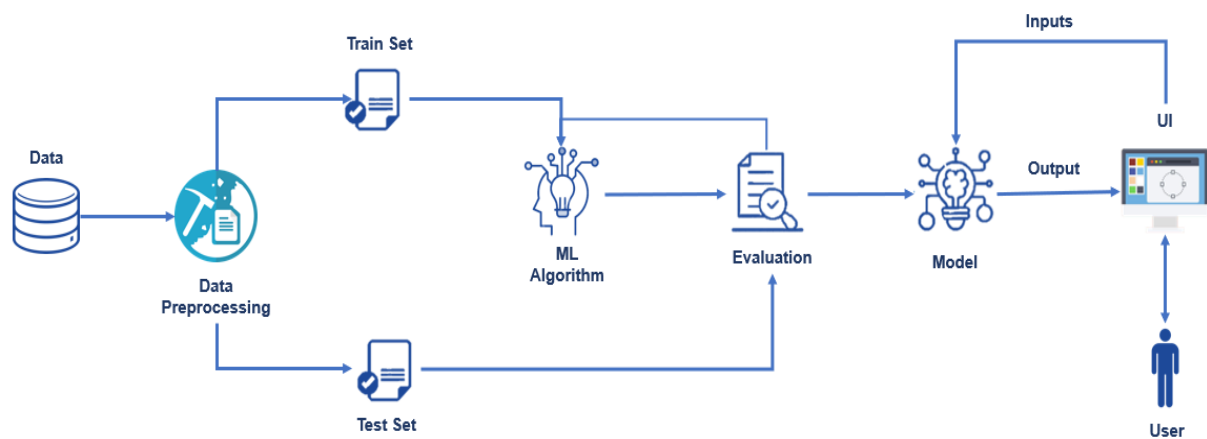 Inputs
Train Set
UI
Data
Output
ML
Algorithm
Evaluation
Model
Data
Preprocessing
Test Set
User